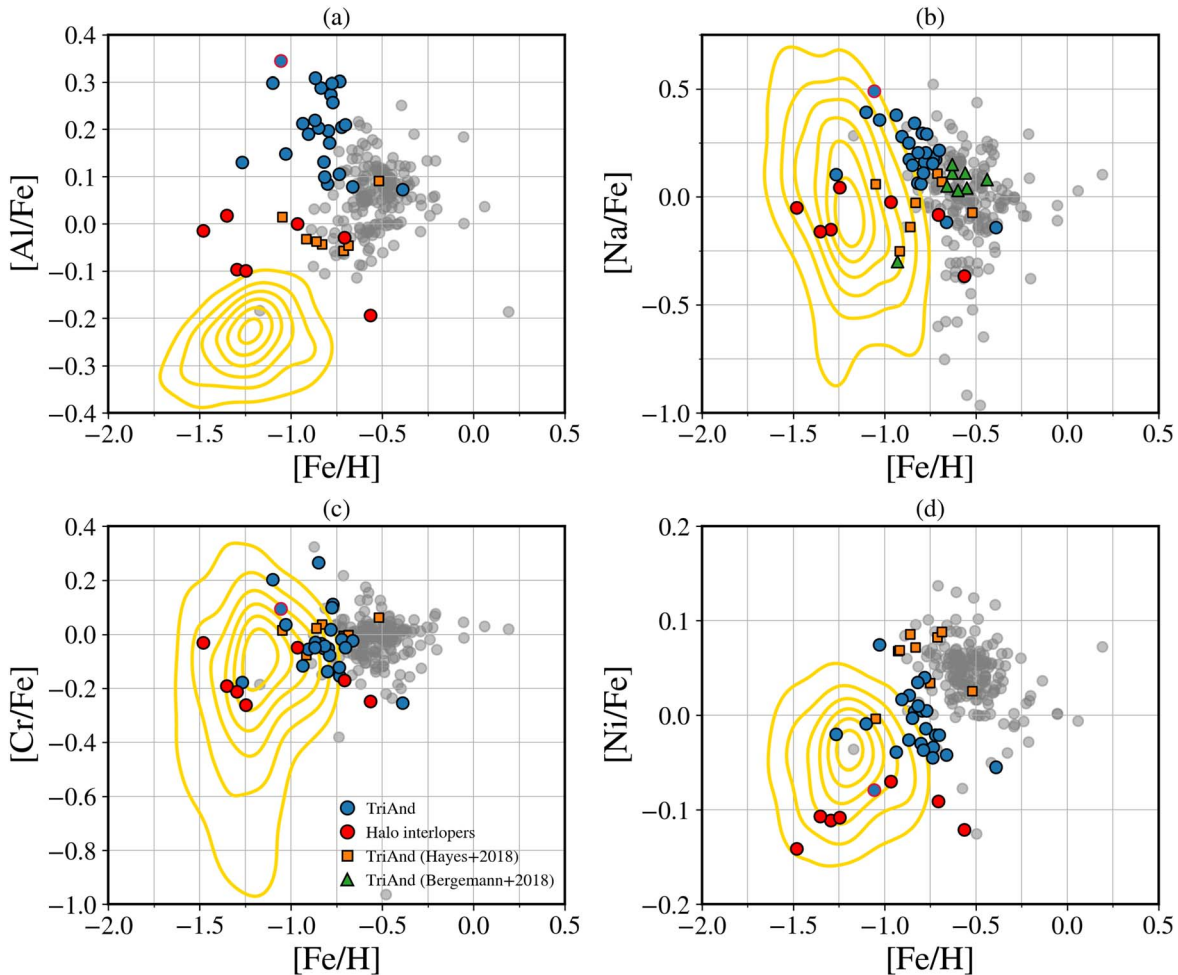 (a)
0.4
0.3
0.2
0.1
0.0
−0.1
−0.2
−0.3
−0.4
[Al/Fe]
−2.0 −1.5 −1.0 −0.5 0.0 0.5
[Fe/H]
(b)
0.5
0.0
−0.5
−1.0
[Na/Fe]
−2.0 −1.5 −1.0 −0.5 0.0 0.5
[Fe/H]
(c)
0.4
0.2
0.0
−0.2
−0.4
−0.6
−0.8
−1.0
[Cr/Fe]
TriAnd
Halo interlopers
TriAnd (Hayes+2018)
TriAnd (Bergemann+2018)
−2.0 −1.5 −1.0 −0.5 0.0 0.5
[Fe/H]
(d)
0.2
0.1
0.0
−0.1
−0.2
[Ni/Fe]
−2.0 −1.5 −1.0 −0.5 0.0 0.5
[Fe/H]